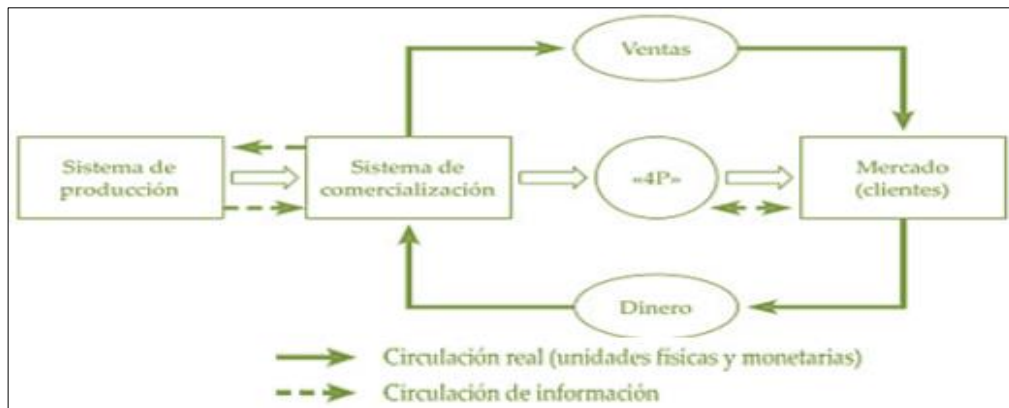 Ventas
Sistema de
producción
Sistema de
comercialización
«4P»
Mercado
(clientes)
Dinero
Circulación real (unidades físicas y monetarias)
Circulación de información